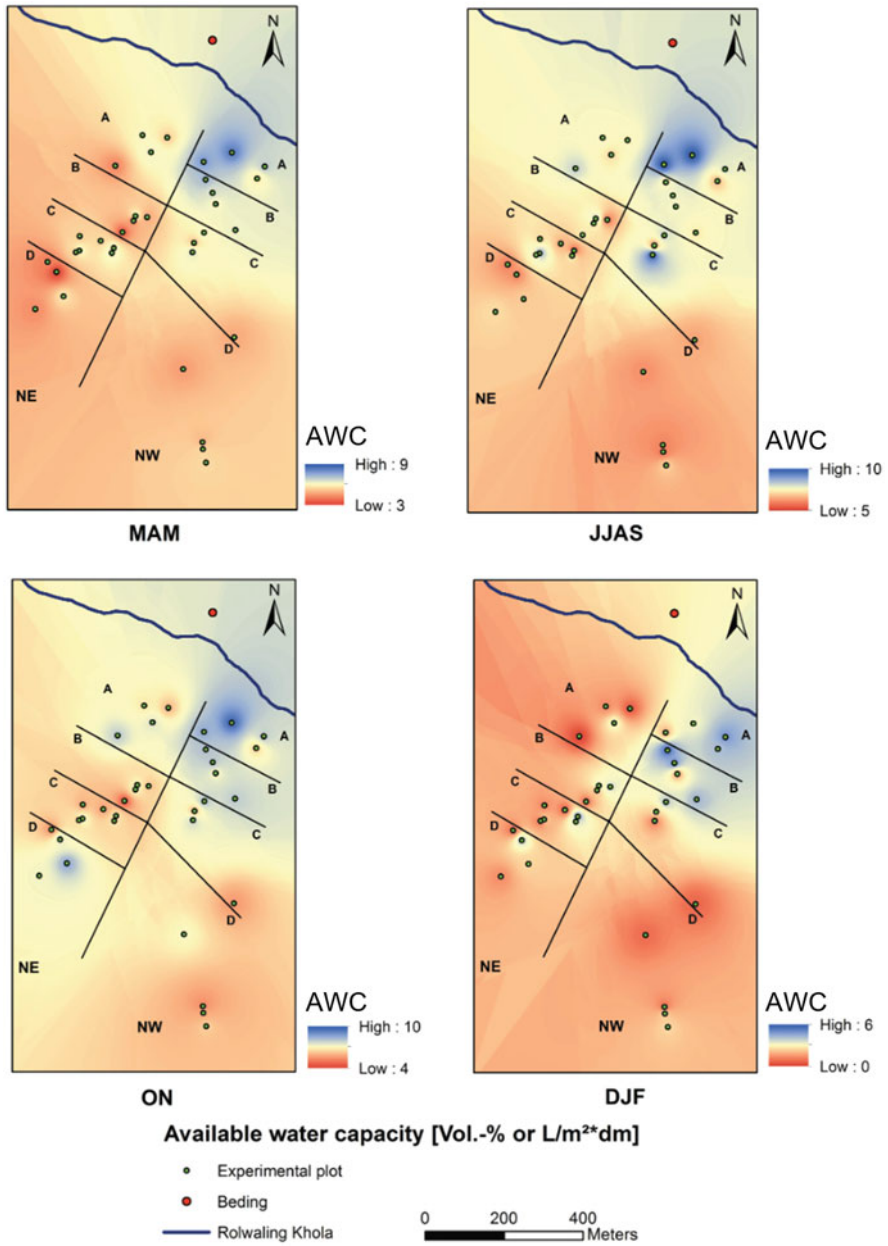 N
A
B
A
C
B
D
C
D
NE
NW
AWC
High : 9
Low : 3
MAM
N
A
B
A
C
B
D
C
D
NE
NW
AWC
High : 10
Low : 5
JJAS
N
A
B
A
C
B
D
C
D
NE
NW
AWC
High : 10
Low : 4
ON
N
A
B
A
C
B
D
C
D
NE
NW
AWC
High : 6
Low : 0
DJF
Available water capacity [Vol.-% or L/m²*dm]
Experimental plot
Beding
Rolwaling Khola
0 200 400
Meters